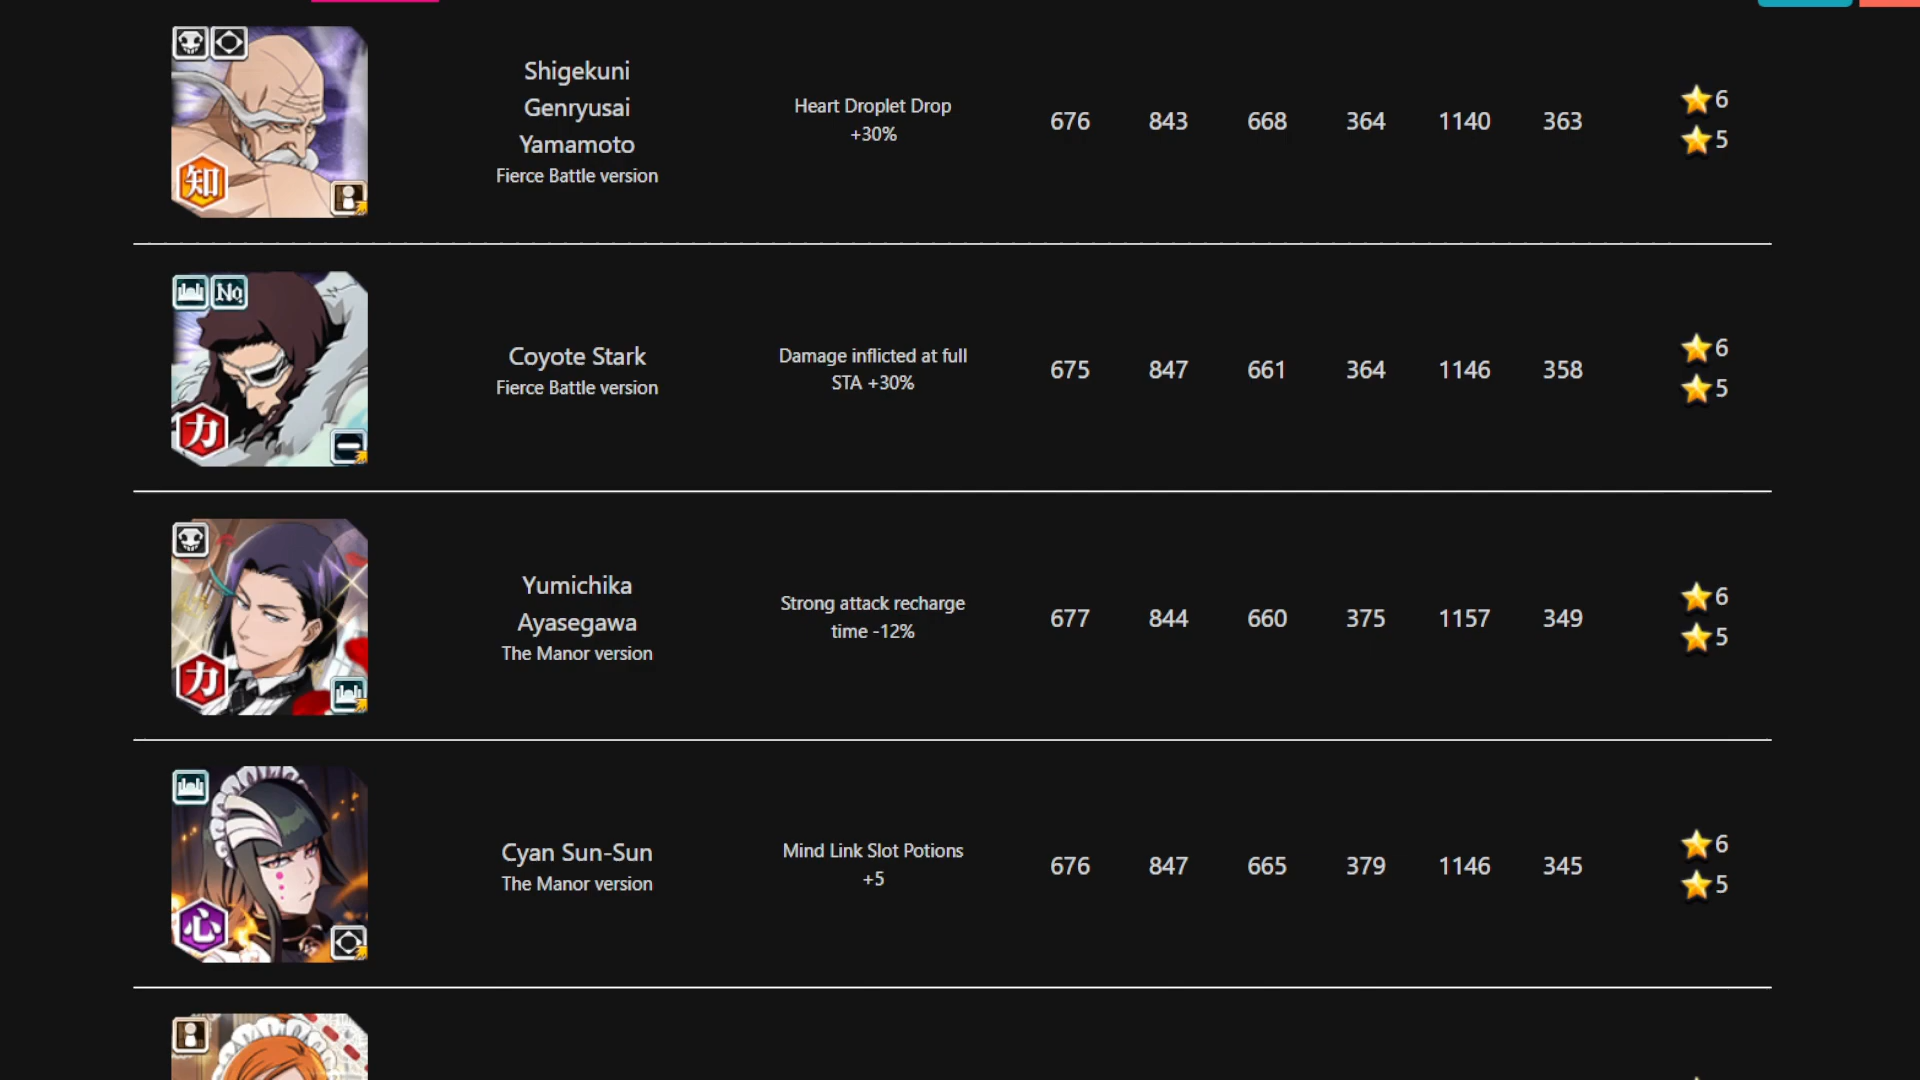 Shigekuni
Genryusai
Yamamoto
Fierce Battle version
Heart Droplet Drop
+30%
676 843 668 364 1140 363
6
5
知
No
Coyote Stark
Fierce Battle version
Damage inflicted at full
STA +30%
675 847 661 364 1146 358
6
5
力
Yumichika
Ayasegawa
The Manor version
Strong attack recharge
time -12%
677 844 660 375 1157 349
6
5
力
Cyan Sun-Sun
The Manor version
Mind Link Slot Potions
+5
676 847 665 379 1146 345
6
5
心